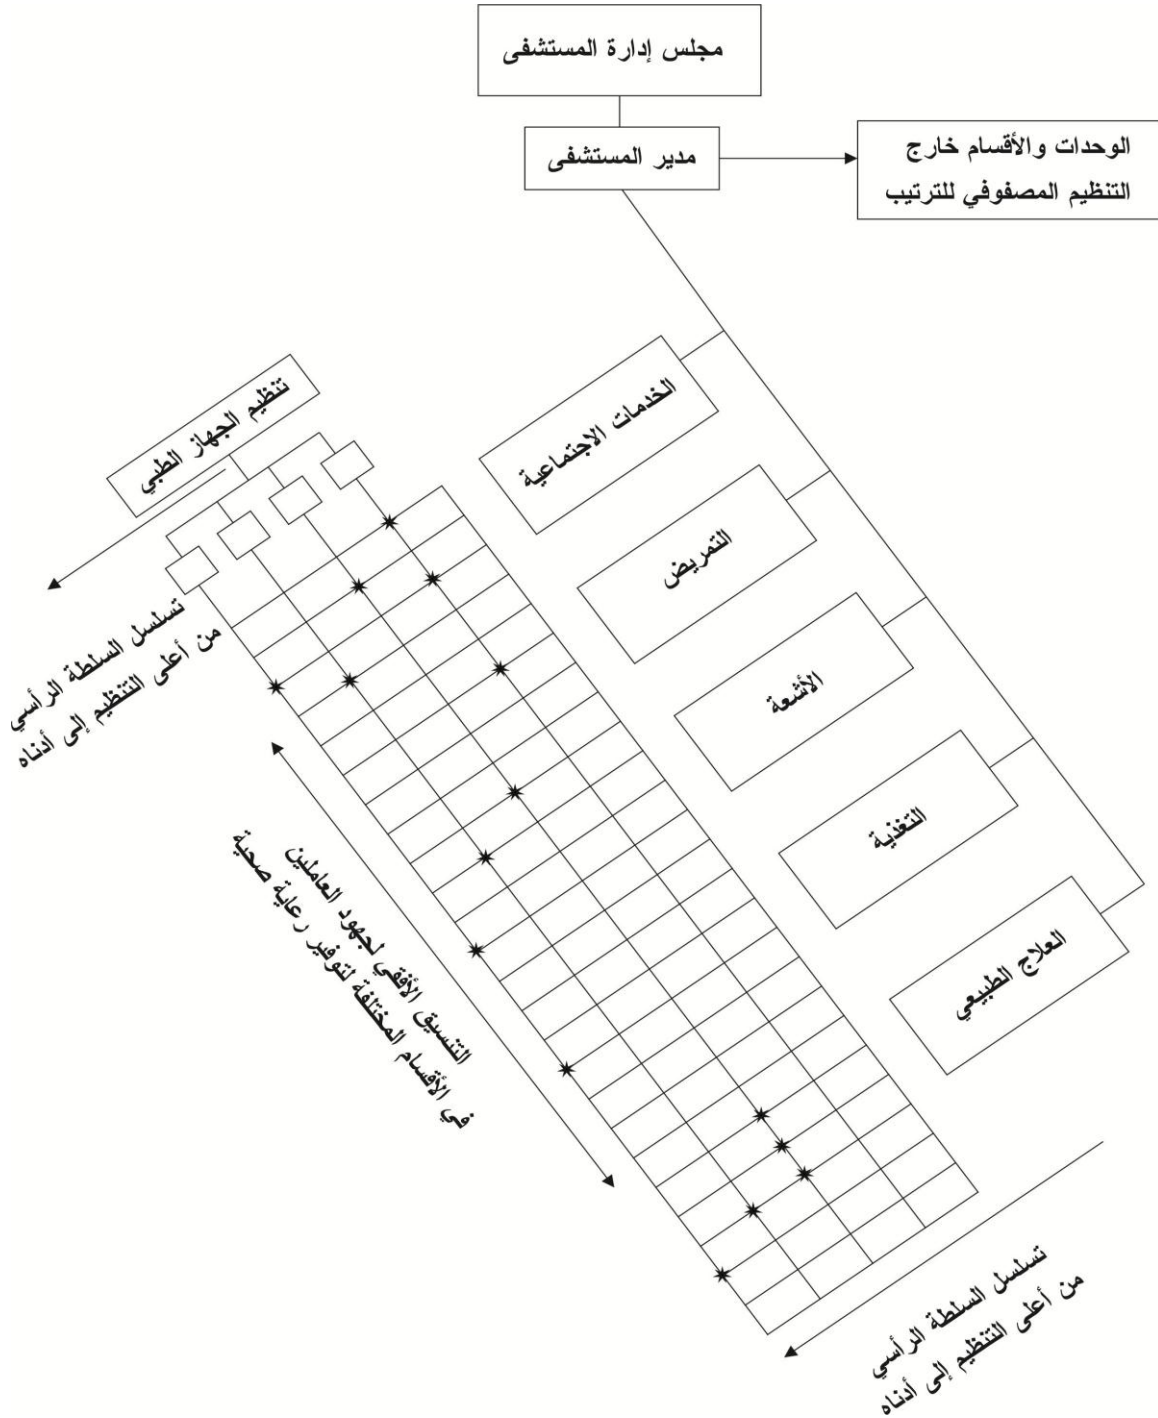 مجلس إدارة المستشفى
مدير المستشفى
الوحدات والأقسام خارج
التنظيم المصفوفي للترتيب
تنظيم الجهاز الطبي
الخدمات الاجتماعية
التمريض
الأشعة
التغذية
العلاج الطبيعي
تسلسل السلطة الرأسي
من أعلى التنظيم إلى أدناه
التنسيق الأفقي لجهود العاملين
في الأقسام المختلفة لتوفير رعاية صحية
تسلسل السلطة الرأسي
من أعلى التنظيم إلى أدناه